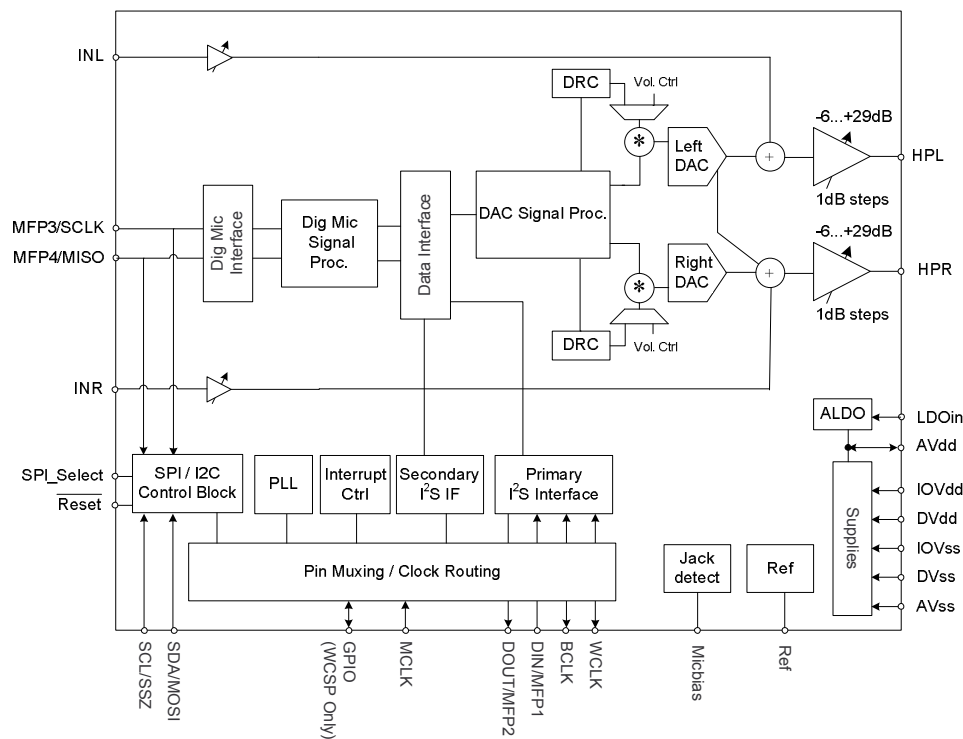 INL
DRC
Vol. Ctrl
*
Left
DAC
+
-6...+29dB
1dB steps
HPL
MFP3/SCLK
MFP4/MISO
Dig Mic
Interface
Dig Mic
Signal
Proc.
Data Interface
DAC Signal Proc.
-6...+29dB
1dB steps
HPR
Right
DAC
+
*
DRC
Vol. Ctrl
INR
ALDO
LDOin
AVdd
SPI_Select
Reset
SPI / I2C
Control Block
PLL
Interrupt
Ctrl
Secondary
I2S IF
Primary
I2S Interface
Supplies
IOVdd
DVdd
IOVss
DVss
AVss
Pin Muxing / Clock Routing
Jack
detect
Ref
SCL/SSZ
SDA/MOSI
GPIO
(WCSP Only)
MCLK
DOUT/MFP2
DIN/MFP1
BCLK
WCLK
Micbias
Ref